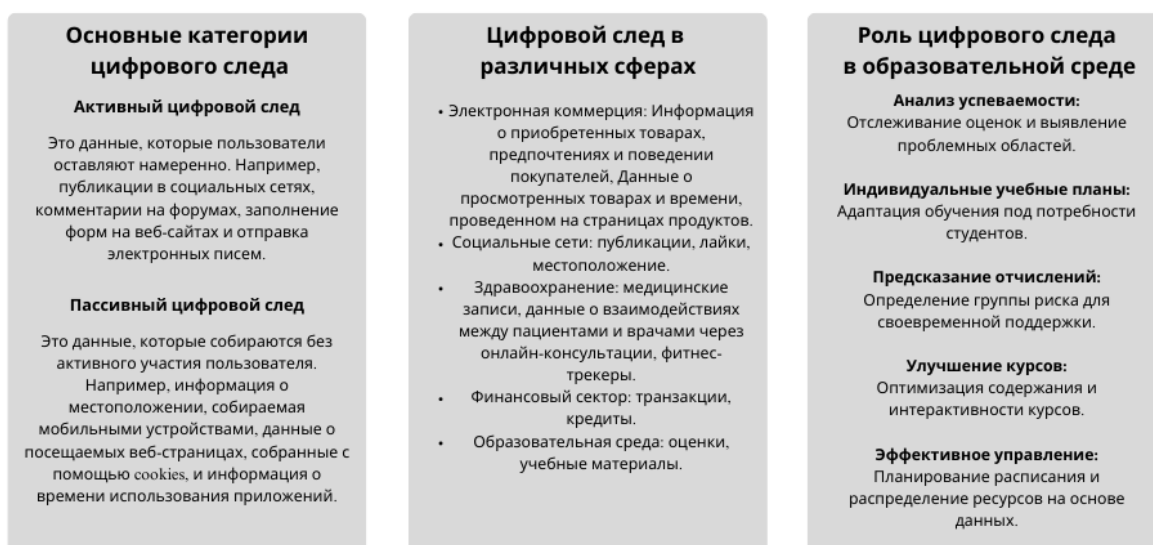 Основные категории
цифрового следа
Активный цифровой след
Это данные, которые пользователи
оставляют намеренно. Например,
публикации в социальных сетях,
комментарии на форумах, заполнение
форм на веб-сайтах и отправка
электронных писем.
Пассивный цифровой след
Это данные, которые собираются без
активного участия пользователя.
Например, информация о
местоположении, собираемая
мобильными устройствами, данные о
посещаемых веб-страницах, собранные с
помощью cookies, и информация о
времени использования приложений.
Цифровой след в
различных сферах
• Электронная коммерция: Информация
о приобретенных товарах,
предпочтениях и поведении
покупателей, Данные о
просмотренных товарах и времени,
проведенном на страницах продуктов.
• Социальные сети: публикации, лайки,
местоположение.
• Здравоохранение: медицинские
записи, данные о взаимодействиях
между пациентами и врачами через
онлайн-консультации, фитнес-
трекеры.
• Финансовый сектор: транзакции,
кредиты.
• Образовательная среда: оценки,
учебные материалы.
Роль цифрового следа
в образовательной среде
Анализ успеваемости:
Отслеживание оценок и выявление
проблемных областей.
Индивидуальные учебные планы:
Адаптация обучения под потребности
студентов.
Предсказание отчислений:
Определение группы риска для
своевременной поддержки.
Улучшение курсов:
Оптимизация содержания и
интерактивности курсов.
Эффективное управление:
Планирование расписания и
распределение ресурсов на основе
данных.